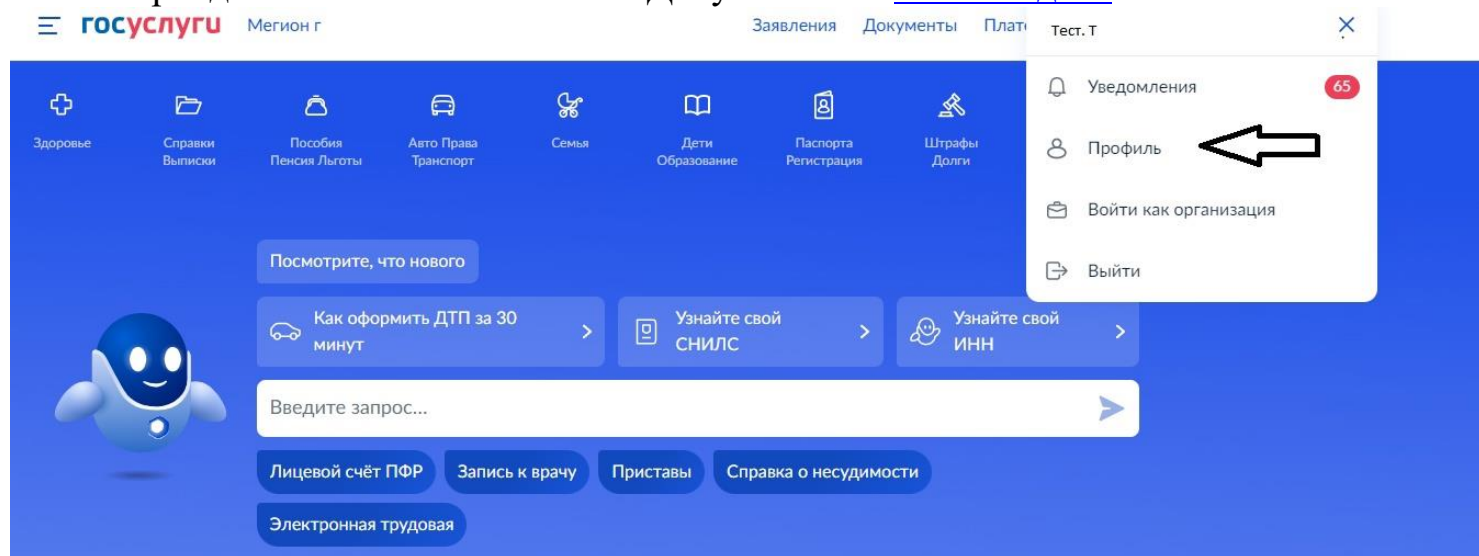 госуслуги Мегион г Заявления Документы Плат
Тест. Т
Уведомления 65
Профиль
Войти как организация
Выйти
Здоровье
Справки
Выписки
Пособия
Пенсия Льготы
Авто Права
Транспорт
Семья
Дети
Образование
Паспорта
Регистрация
Штрафы
Долги
Посмотрите, что нового
Как оформить ДТП за 30
минут
Узнайте свой
СНИЛС
Узнайте свой
ИНН
Введите запрос...
Лицевой счёт ПФР
Запись к врачу
Приставы
Справка о несудимости
Электронная трудовая